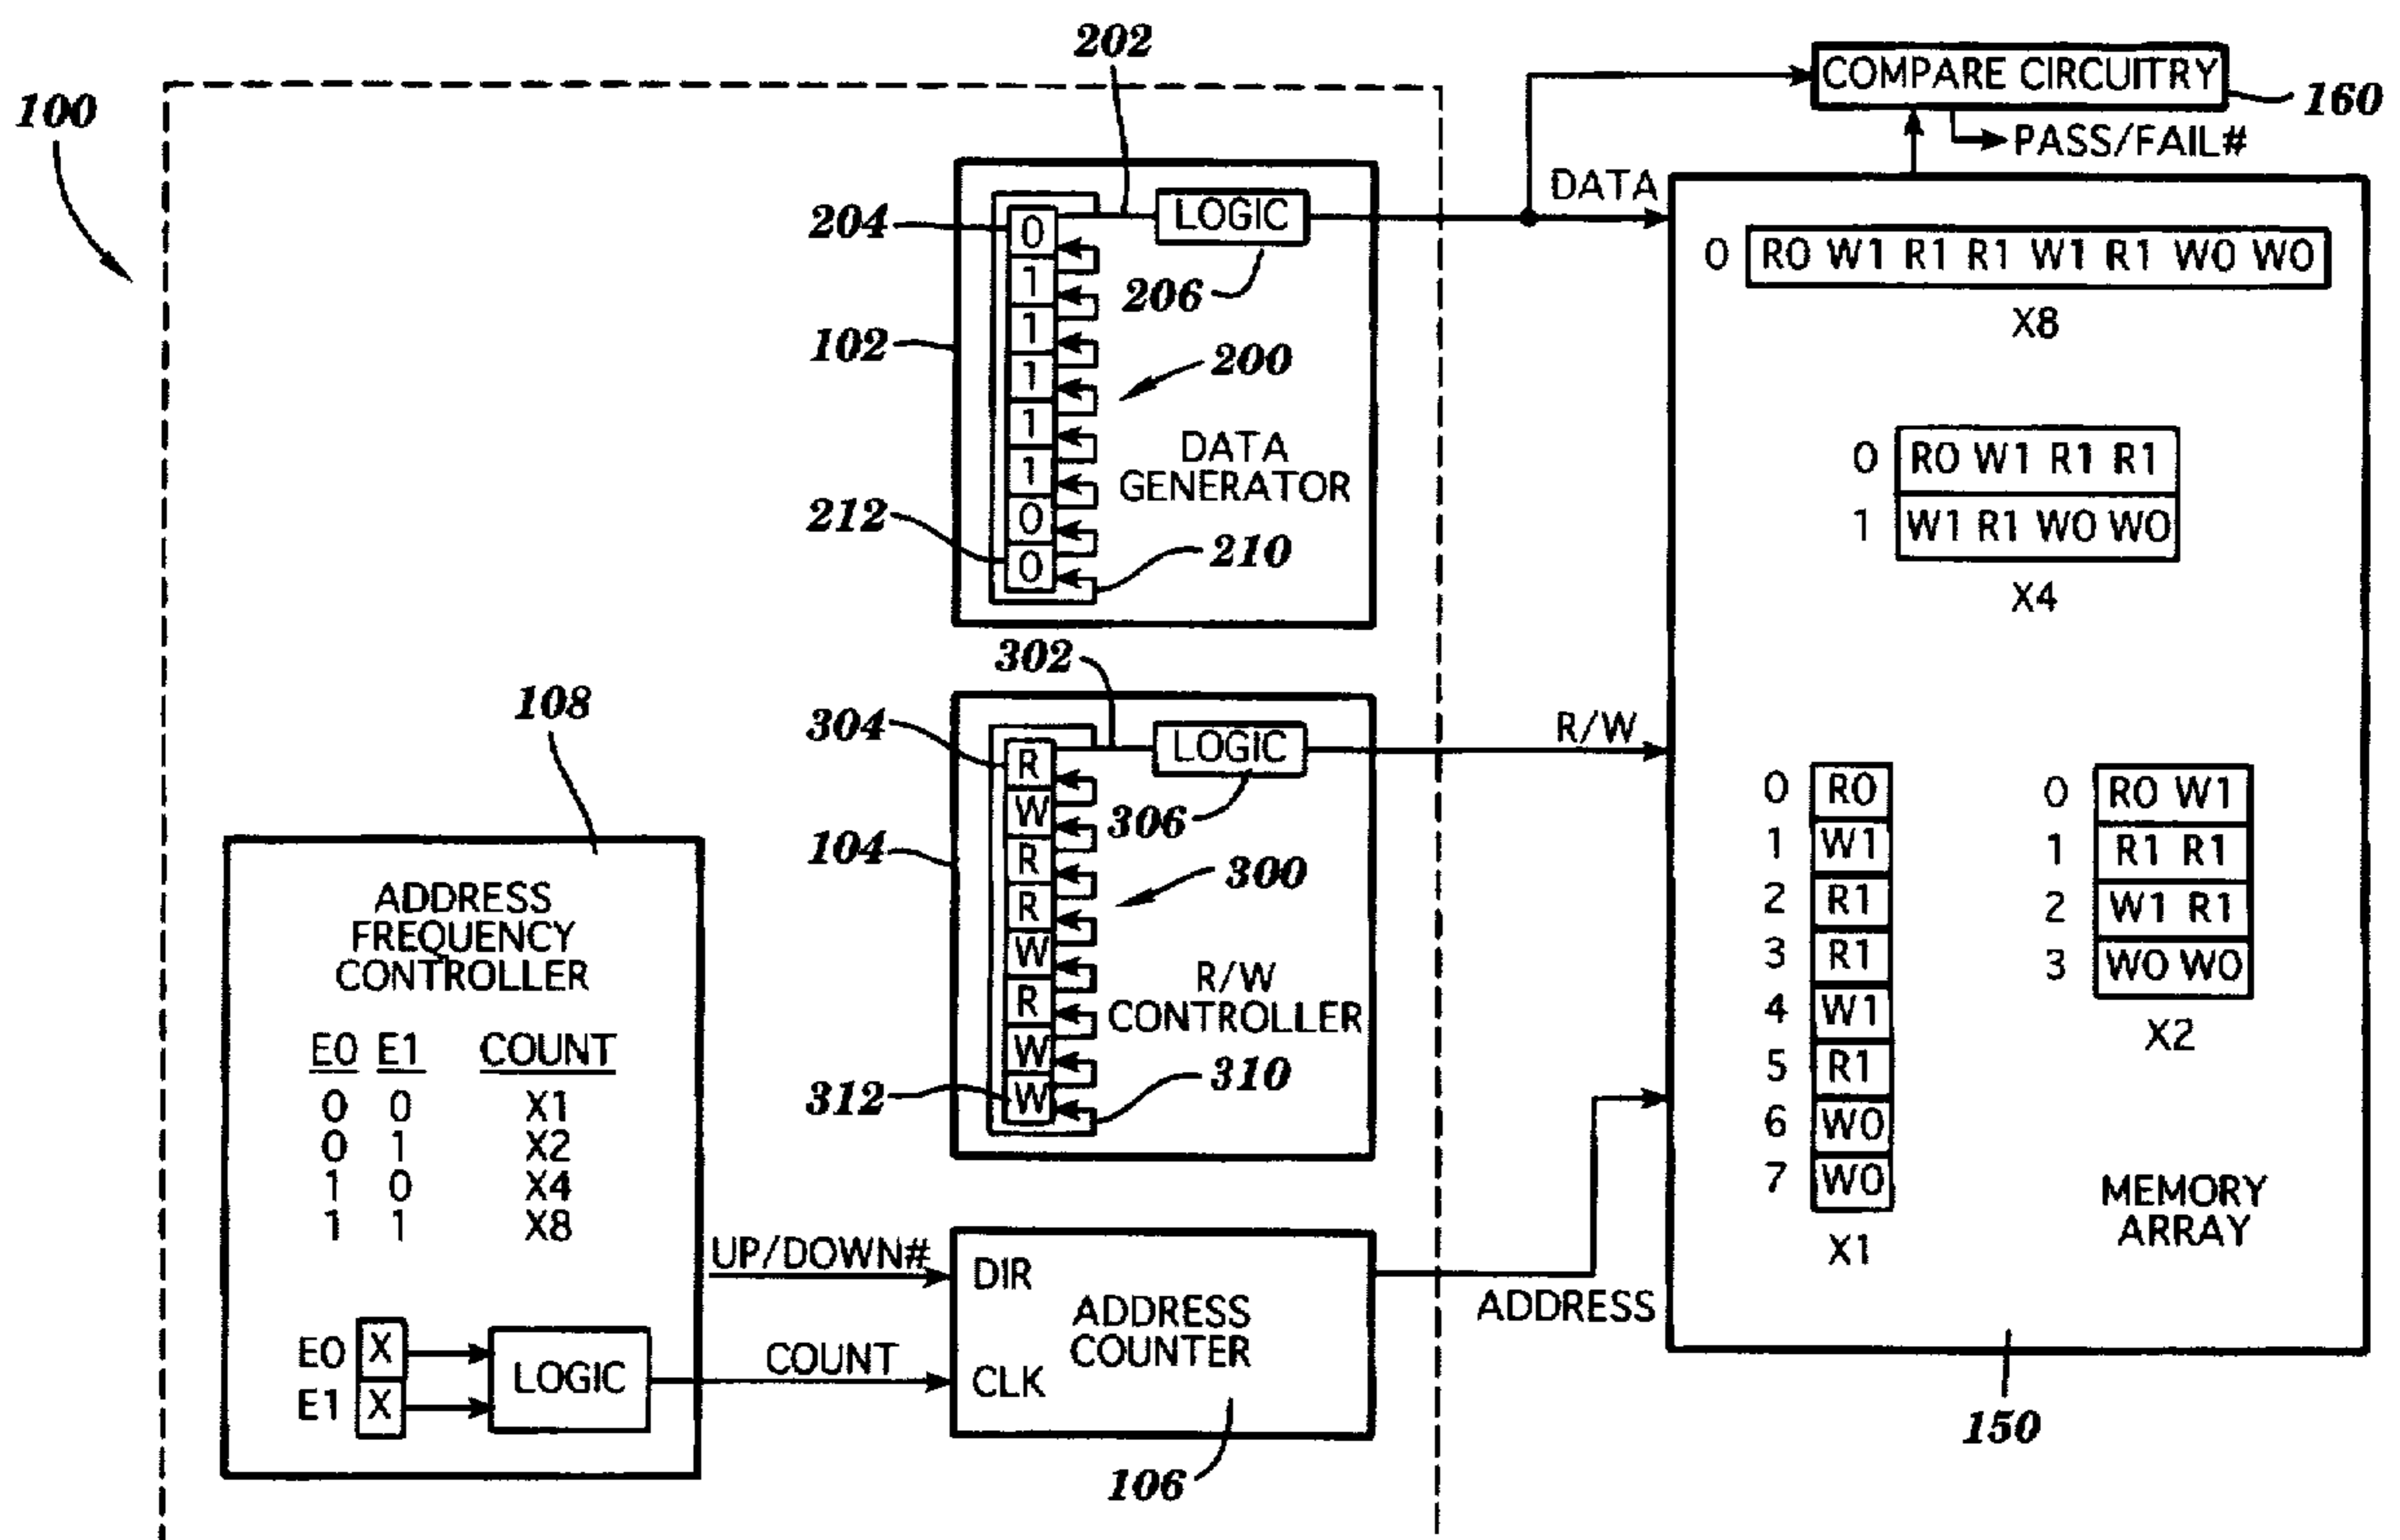 100
202
COMPARE CIRCUITRY
160
PASS/FAIL#
204
0
1
1
1
1
1
0
0
LOGIC
206
102
200
DATA
GENERATOR
212
210
DATA
0 R0 W1 R1 R1 W1 R1 W0 W0
X8
0 R0 W1 R1 R1
1 W1 R1 W0 W0
X4
302
304
R
W
R
R
W
R
W
W
LOGIC
306
104
300
R/W
CONTROLLER
312
310
R/W
0 R0
1 W1
2 R1
3 R1
4 W1
5 R1
6 W0
7 W0
X1
0 R0 W1
1 R1 R1
2 W1 R1
3 W0 W0
X2
MEMORY
ARRAY
150
108
ADDRESS
FREQUENCY
CONTROLLER
E0 E1 COUNT
0 0 X1
0 1 X2
1 0 X4
1 1 X8
E0 X
E1 X
LOGIC
UP/DOWN#
COUNT
DIR
ADDRESS
COUNTER
CLK
106
ADDRESS